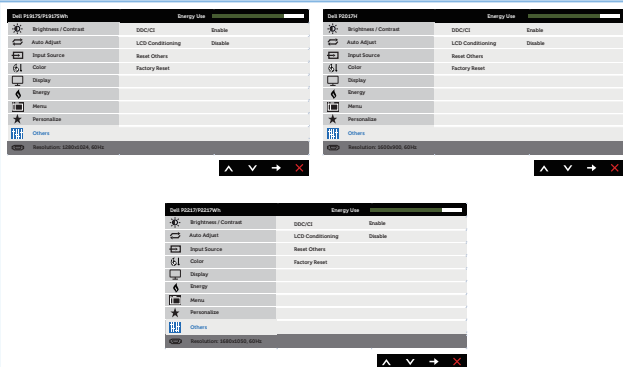 Dell P1917S/P1917SWh Energy Use
Brightness / Contrast DDC/CI Enable
Auto Adjust LCD Conditioning Disable
Input Source Reset Others
Color Factory Reset
Display
Energy
Menu
Personalize
Others
Resolution: 1280x1024, 60Hz
Dell P2017H Energy Use
Brightness / Contrast DDC/CI Enable
Auto Adjust LCD Conditioning Disable
Input Source Reset Others
Color Factory Reset
Display
Energy
Menu
Personalize
Others
Resolution: 1600x900, 60Hz
Dell P2217/P2217Wh Energy Use
Brightness / Contrast DDC/CI Enable
Auto Adjust LCD Conditioning Disable
Input Source Reset Others
Color Factory Reset
Display
Energy
Menu
Personalize
Others
Resolution: 1680x1050, 60Hz